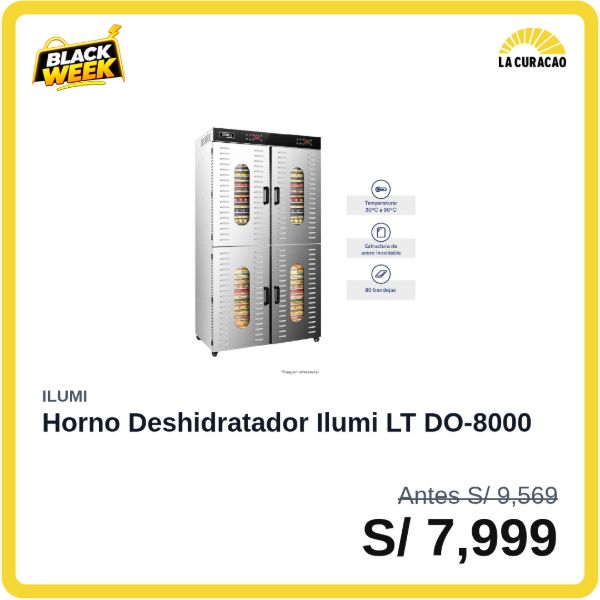 BLACK
WEEK
LA CURACAO
Temperatura:
30°C a 90°C
Estructura de
acero inoxidable
80 bandejas
*Imagen referencial
ILUMI
Horno Deshidratador Ilumi LT DO-8000
Antes S/ 9,569
S/ 7,999